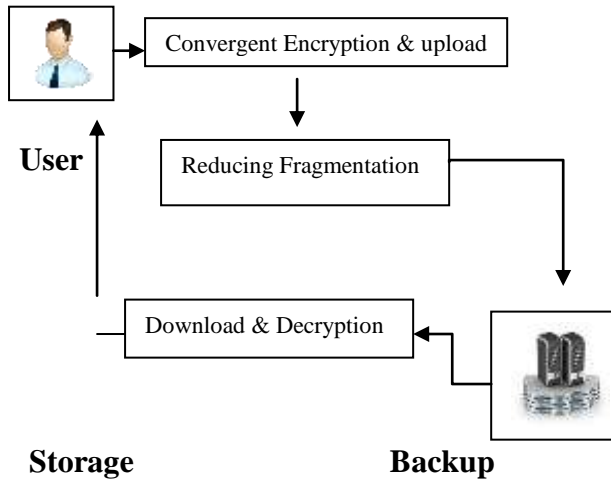 Convergent Encryption & upload
User
Reducing Fragmentation
Download & Decryption
Storage Backup